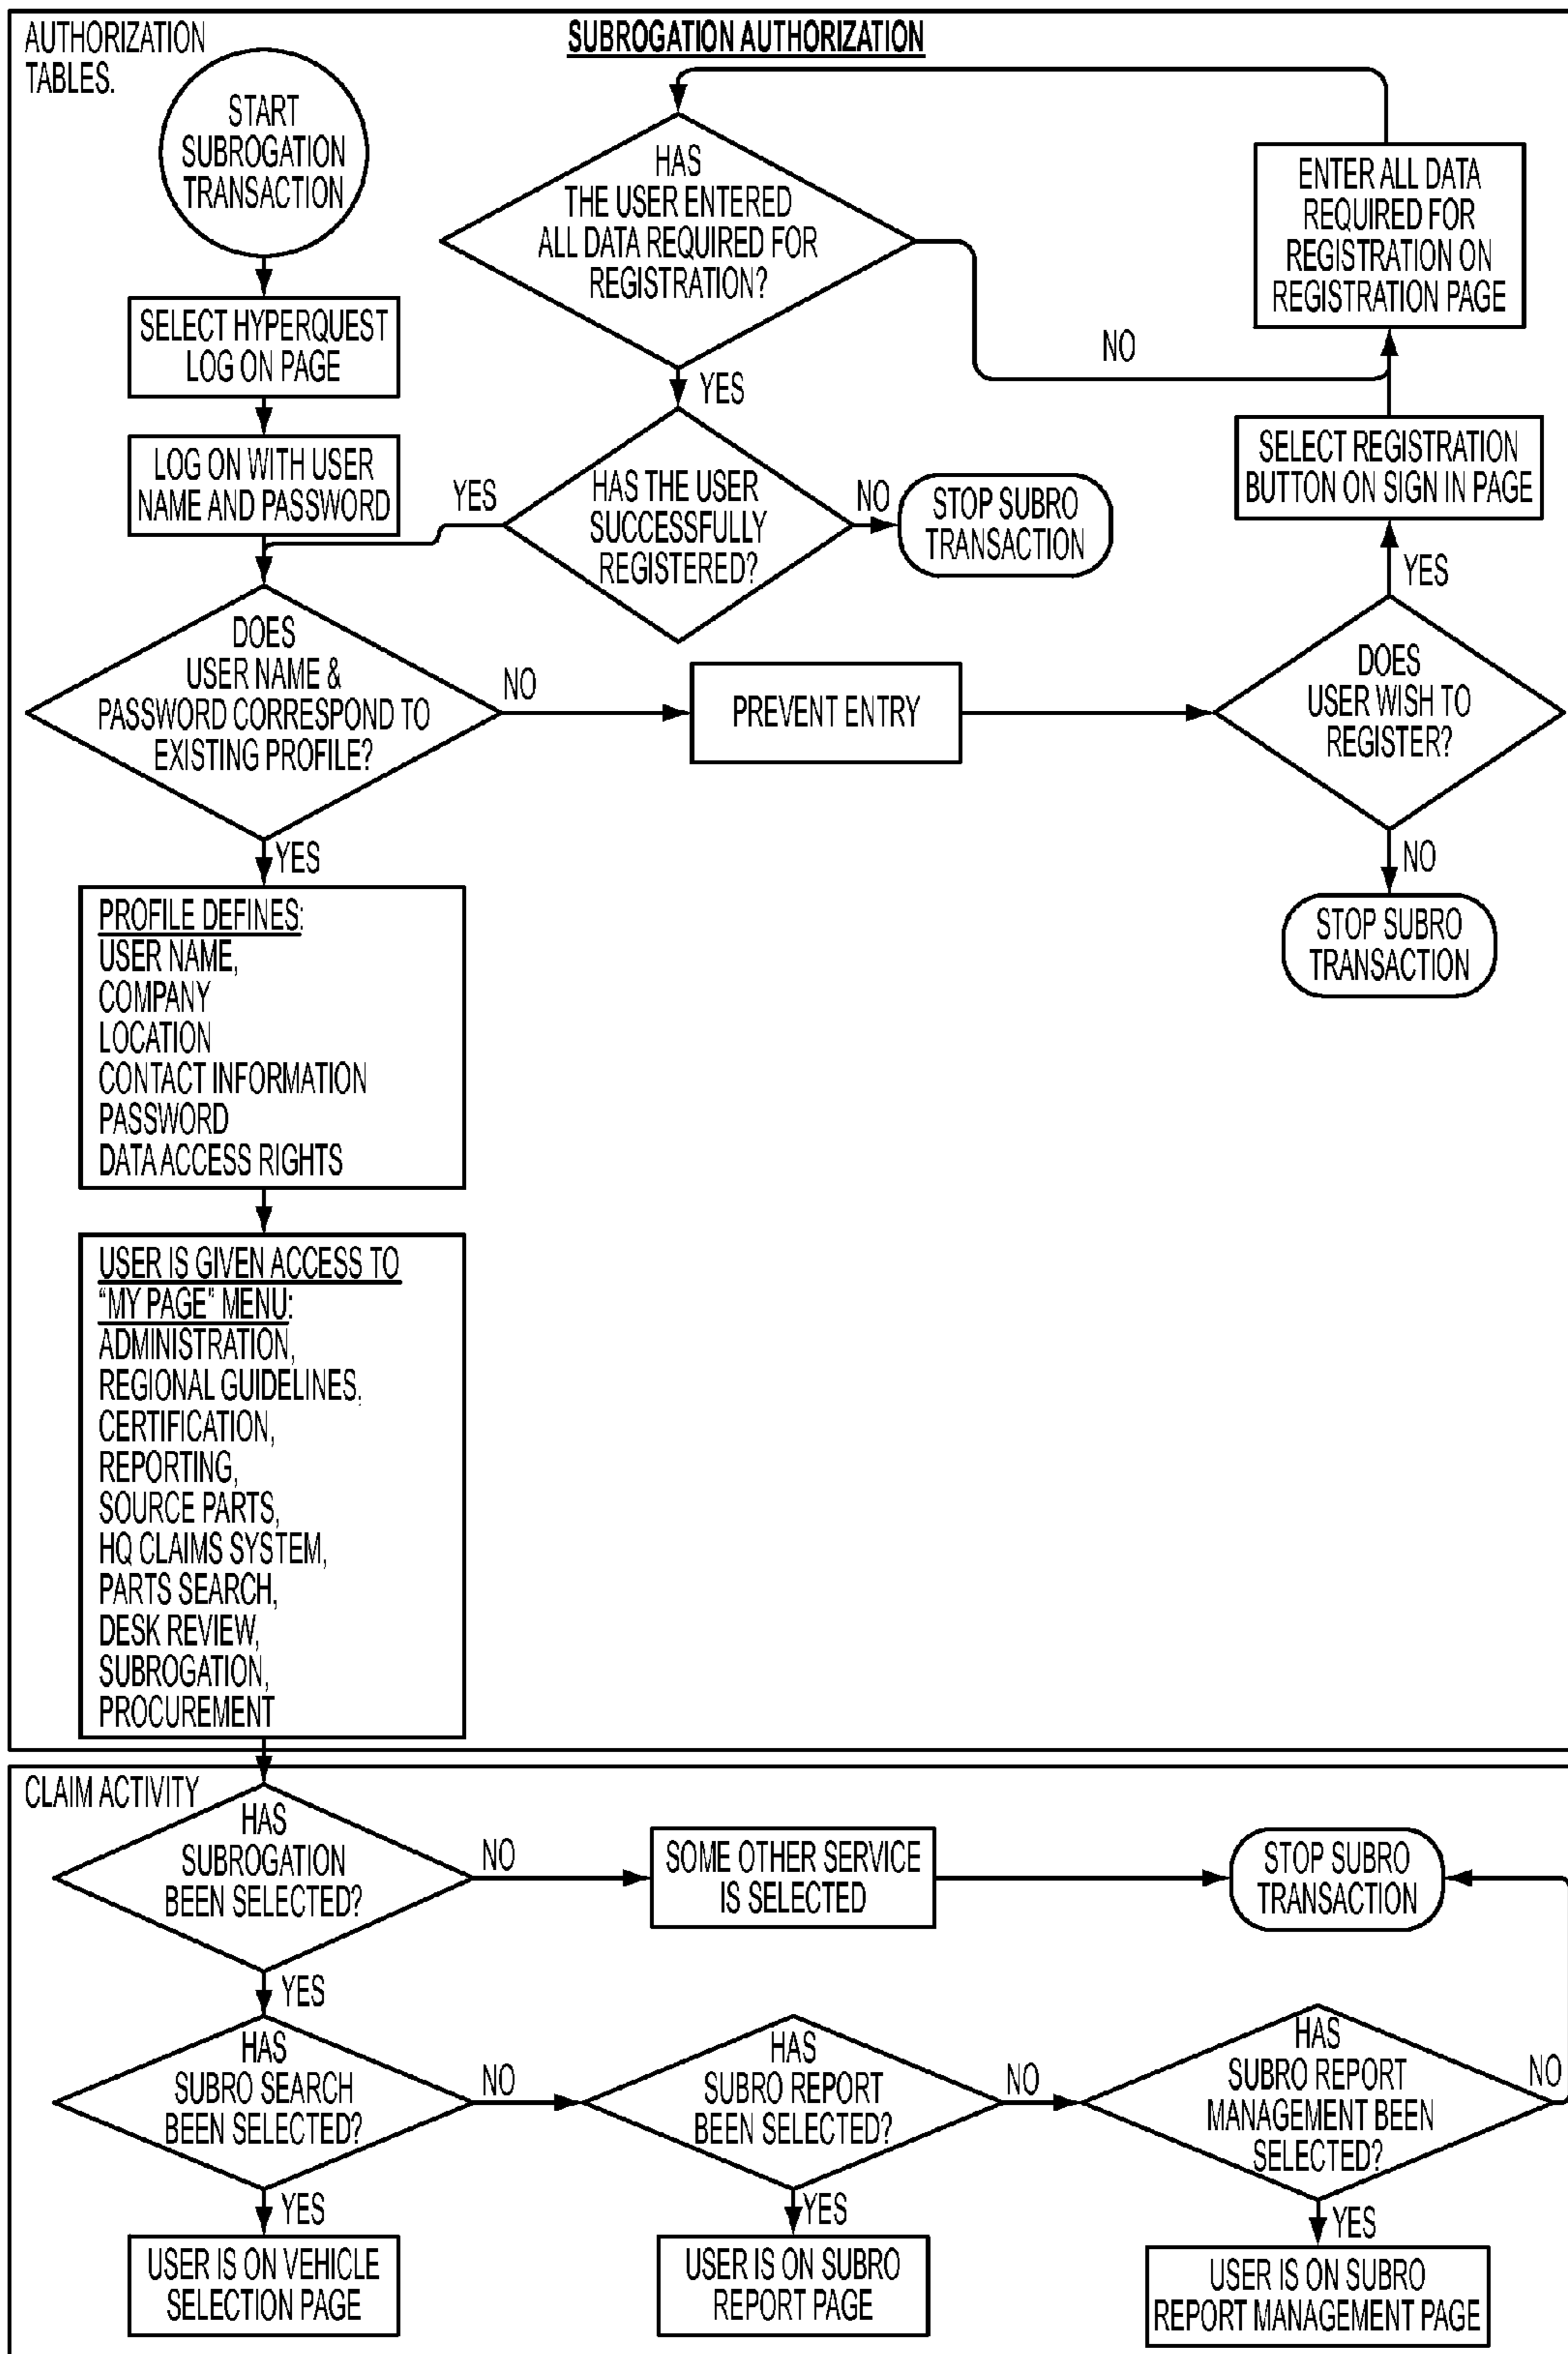 AUTHORIZATION
TABLES.
SUBROGATION AUTHORIZATION
START
SUBROGATION
TRANSACTION
SELECT HYPERQUEST
LOG ON PAGE
LOG ON WITH USER
NAME AND PASSWORD
HAS
THE USER ENTERED
ALL DATA REQUIRED FOR
REGISTRATION?
NO
YES
ENTER ALL DATA
REQUIRED FOR
REGISTRATION ON
REGISTRATION PAGE
YES
HAS THE USER
SUCCESSFULLY
REGISTERED?
NO
STOP SUBRO
TRANSACTION
SELECT REGISTRATION
BUTTON ON SIGN IN PAGE
YES
DOES
USER NAME &
PASSWORD CORRESPOND TO
EXISTING PROFILE?
NO
PREVENT ENTRY
DOES
USER WISH TO
REGISTER?
YES
NO
STOP SUBRO
TRANSACTION
PROFILE DEFINES:
USER NAME,
COMPANY
LOCATION
CONTACT INFORMATION
PASSWORD
DATA ACCESS RIGHTS
USER IS GIVEN ACCESS TO
“MY PAGE” MENU:
ADMINISTRATION,
REGIONAL GUIDELINES,
CERTIFICATION,
REPORTING,
SOURCE PARTS,
HQ CLAIMS SYSTEM,
PARTS SEARCH,
DESK REVIEW,
SUBROGATION,
PROCUREMENT
CLAIM ACTIVITY
HAS
SUBROGATION
BEEN SELECTED?
NO
SOME OTHER SERVICE
IS SELECTED
STOP SUBRO
TRANSACTION
YES
HAS
SUBRO SEARCH
BEEN SELECTED?
NO
HAS
SUBRO REPORT
BEEN SELECTED?
NO
HAS
SUBRO REPORT
MANAGEMENT BEEN
SELECTED?
NO
YES
YES
YES
USER IS ON VEHICLE
SELECTION PAGE
USER IS ON SUBRO
REPORT PAGE
USER IS ON SUBRO
REPORT MANAGEMENT PAGE